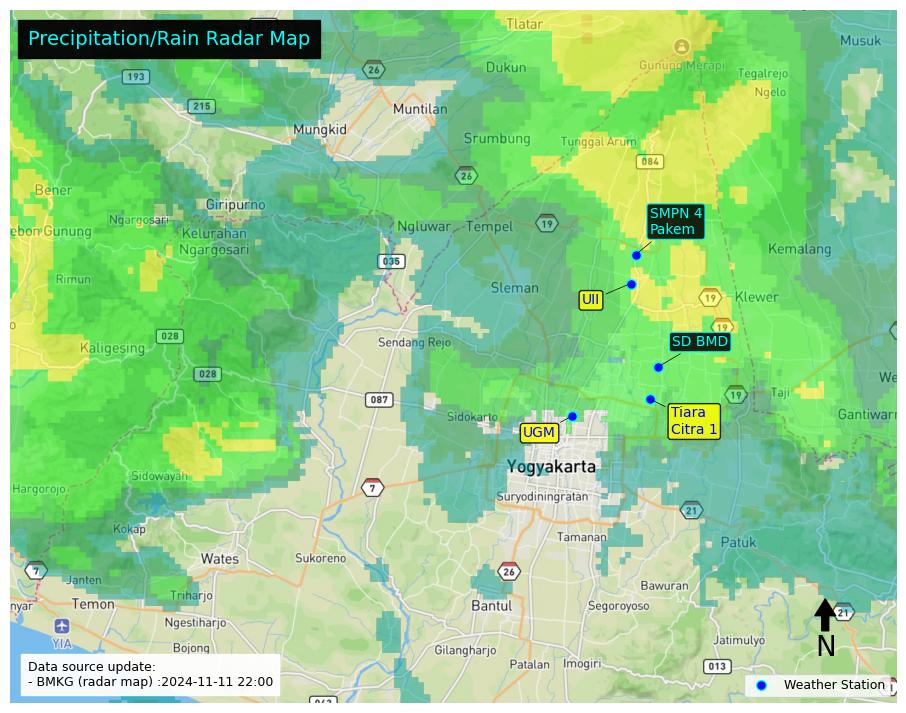 Precipitation/Rain Radar Map
Tlatar
Musuk
Gunung Merapi
26
Dukun
Tegalrejo
193
Ngelo
215
Muntilan
Mungkid
Srumbung
Tunggal Arum
084
26
Bener
Giripurno
Ngargosari
SMPN 4
Pakem
Ngluwar
Tempel
19
ebon Gunung
Kelurahan
Ngargosari
Kemalang
035
Rimun
Sleman
UII
19
Klewer
19
028
Sendang Rejo
SD BMD
Kaligesing
028
We
087
19
Taji
Sidokarto
Tiara
Citra 1
Gantiwarn
UGM
Yogyakarta
Sidowayah
Hargorojo
7
Suryodiningratan
21
Kokap
Tamanan
Patuk
Wates
Sukoreno
7
26
Janten
Bawuran
Triharjo
nyar
Temon
Bantul
Segoroyoso
21
Ngestiharjo
YIA
N
Jatimulyo
Bojong
Gilangharjo
Patalan
Imogiri
013
Data source update:
- BMKG (radar map) :2024-11-11 22:00
Weather Station